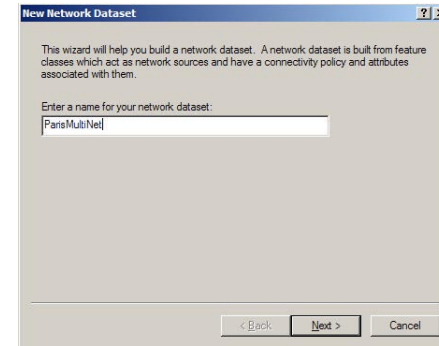 New Network Dataset
This wizard will help you build a network dataset. A network dataset is built from feature
classes which act as network sources and have a connectivity policy and attributes
associated with them.
Enter a name for your network dataset:
ParisMultiNet
< Back Next > Cancel